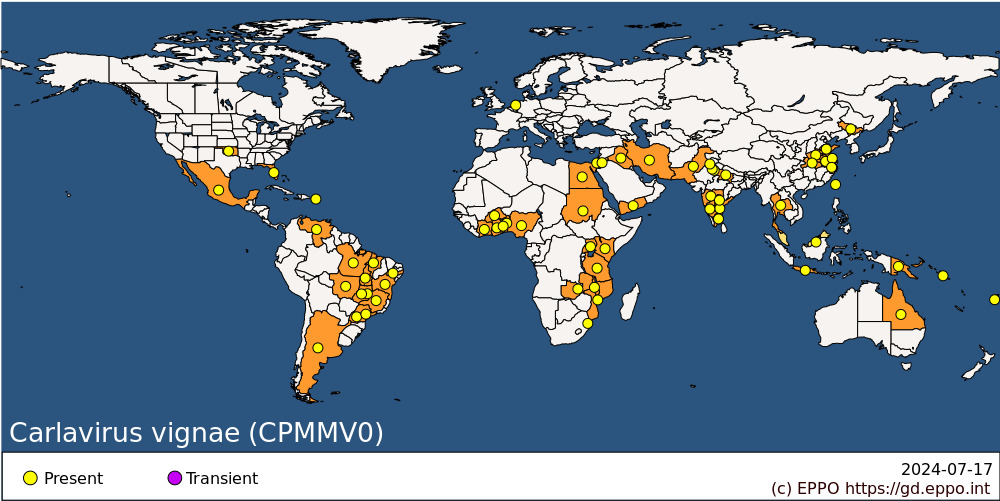 Carlavirus vignae (CPMMV0)
Present
Transient
2024-07-17
(c) EPPO https://gd.eppo.int